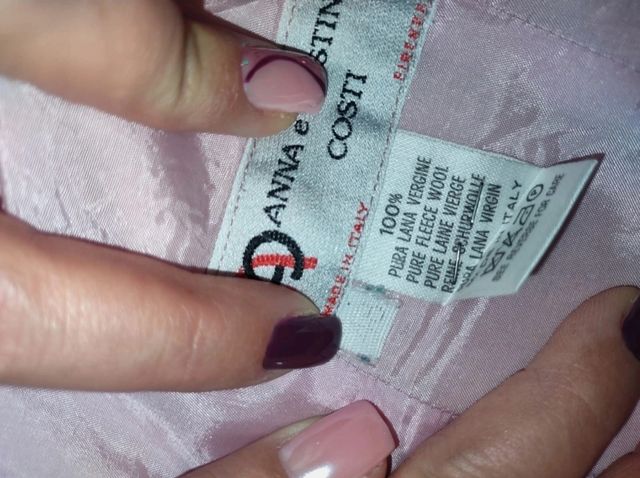 ANNA e
COSTI
FIRENZE
MADE IN ITALY
100%
PURA LANA VERGINE
PURE FLEECE WOOL
PURE LAINE VIERGE
REINE SCHURWOLLE
PURA LANA VIRGIN
IN ITALY
SEE REVERSE FOR CARE